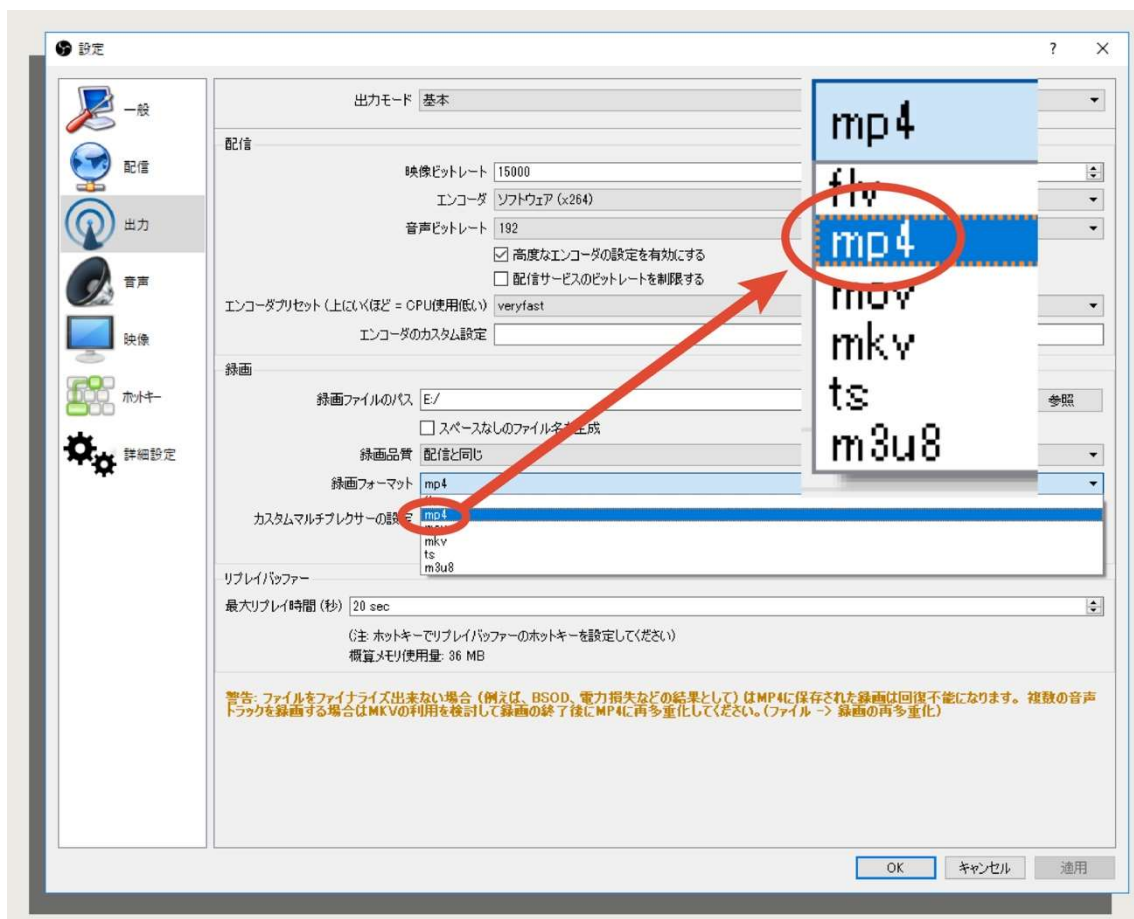 設定
?
一般
配信
出力
音声
映像
ホットキー
詳細設定
出力モード 基本
配信
映像ビットレート 15000
エンコーダ ソフトウェア (x264)
音声ビットレート 192
高度なエンコーダの設定を有効にする
配信サービスのビットレートを制限する
エンコーダプリセット (上にいくほど = CPU使用低い) veryfast
エンコーダのカスタム設定
録画
録画ファイルのパス E:/ 参照
スペースなしのファイル名を生成
録画品質 配信と同じ
録画フォーマット mp4
flv
mp4
mov
mkv
ts
m3u8
カスタムマルチプレクサーの設定
リプレイバッファー
最大リプレイ時間 (秒) 20 sec
(注: ホットキーでリプレイバッファーのホットキーを設定してください)
概算メモリ使用量: 36 MB
警告: ファイルをファイナライズ出来ない場合 (例えば、BSOD、電力損失などの結果として) はMP4に保存された録画は回復不能になります。 複数の音声
トラックを録画する場合はMKVの利用を検討して録画の終了後にMP4に再多重化してください。(ファイル -> 録画の再多重化)
OK キャンセル 適用
mp4
flv
mp4
mov
mkv
ts
m3u8